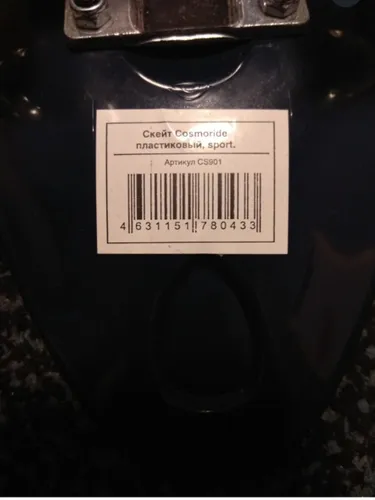 Скейт Cosmoride
пластиковый, sport.
Артикул CS901
4 631151 780433